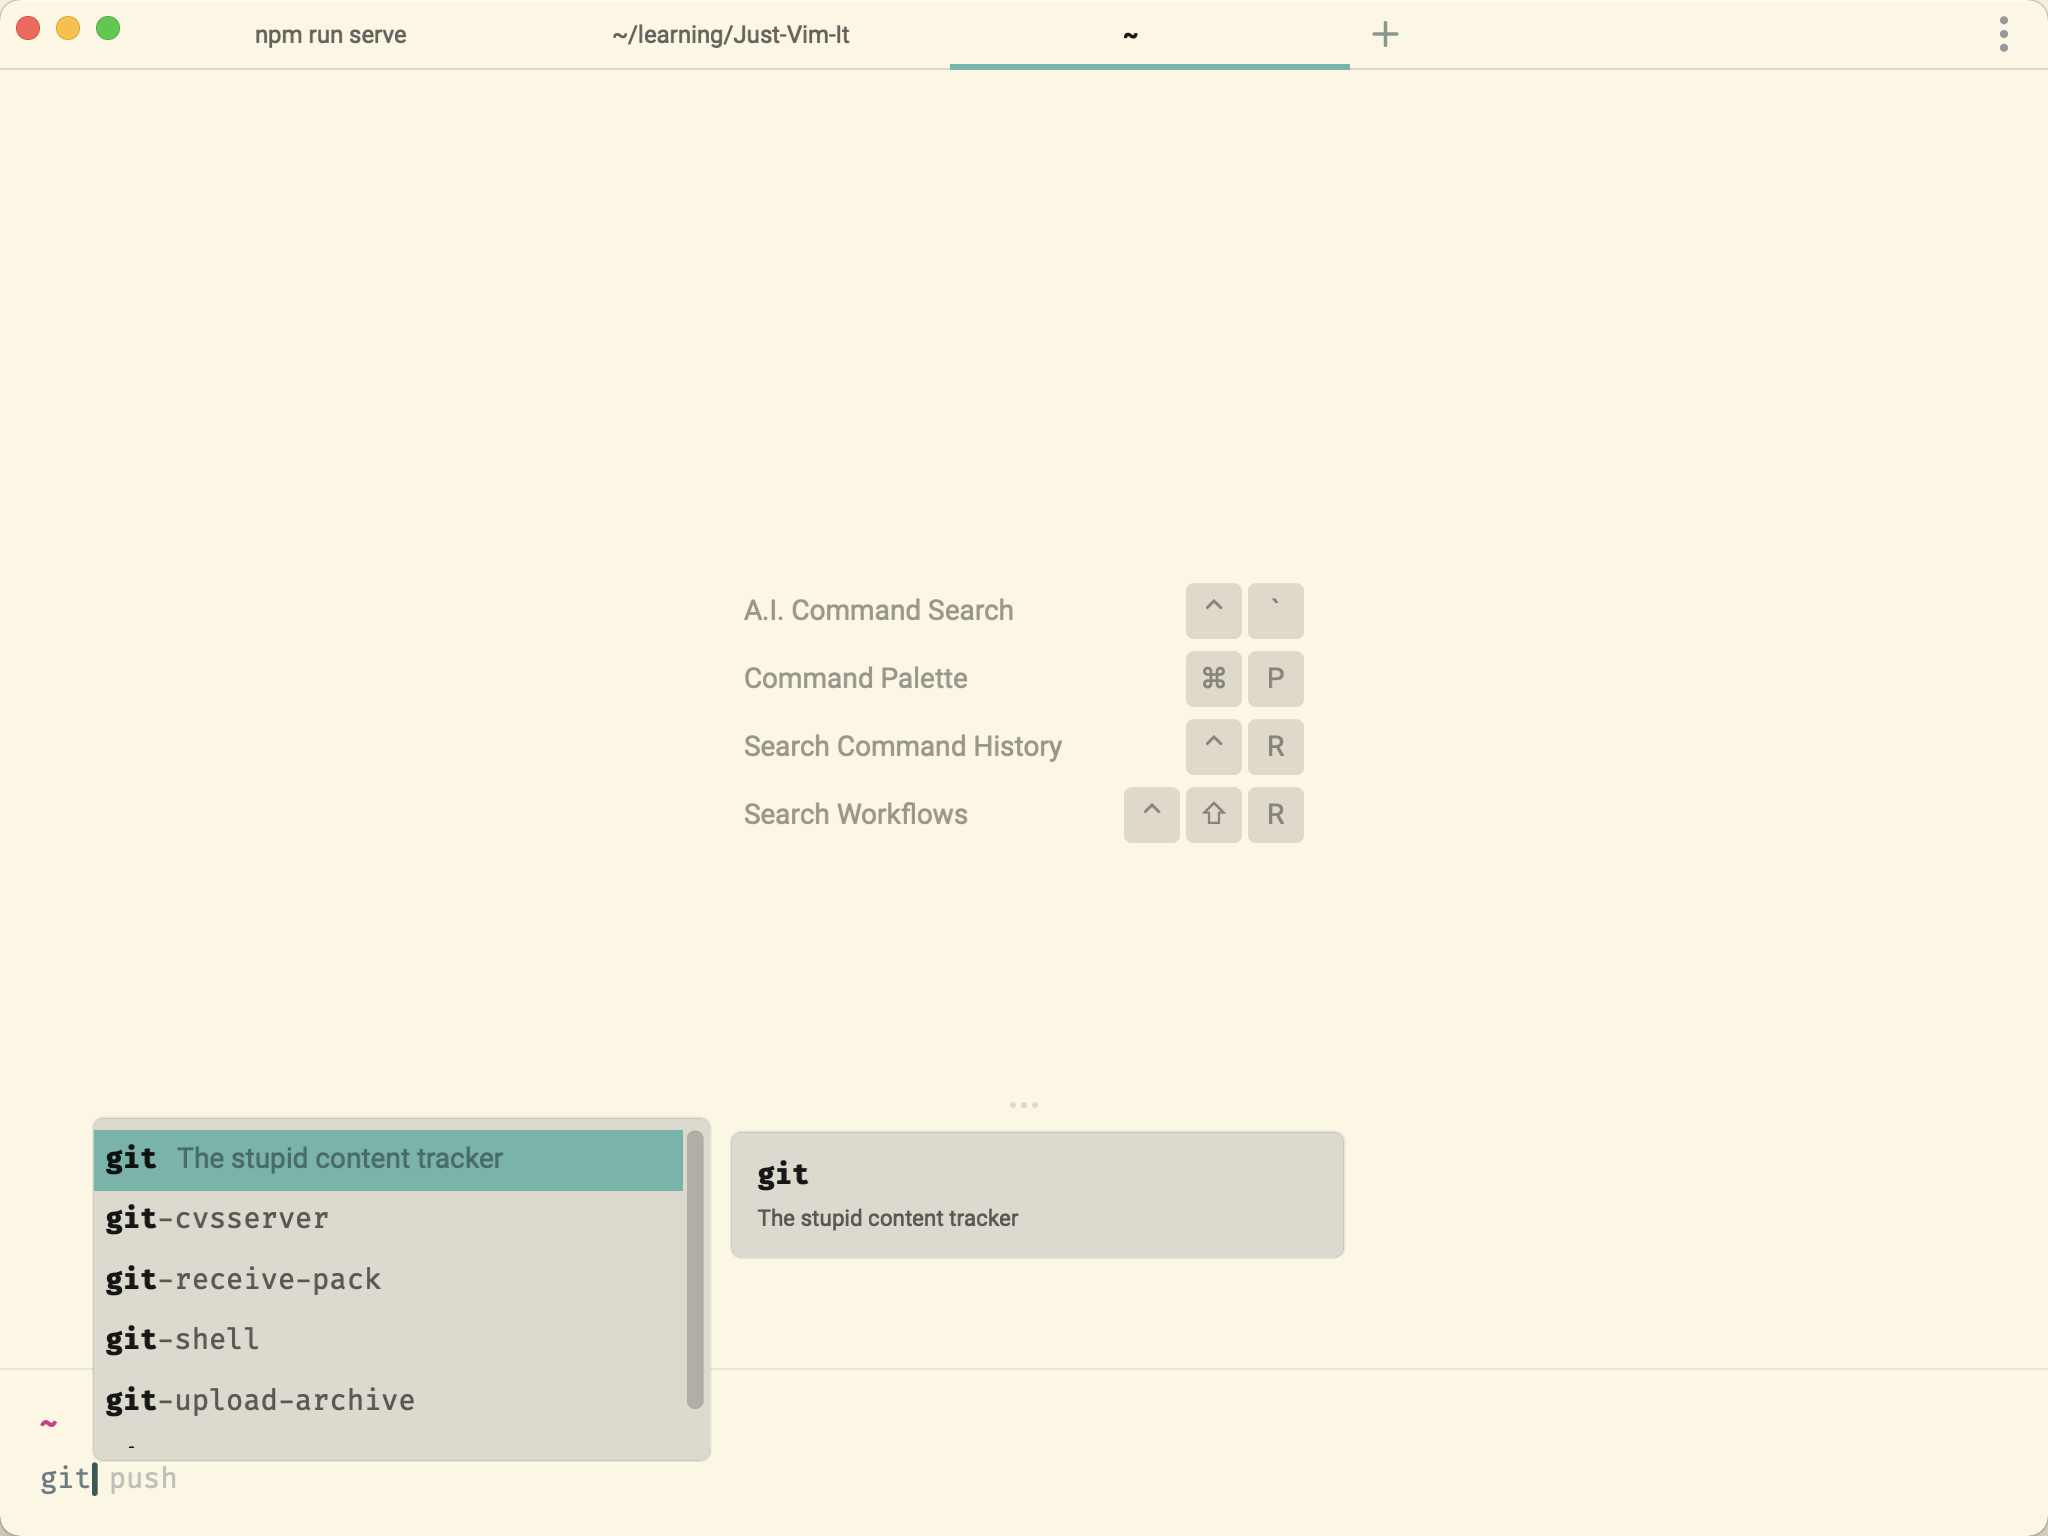 npm run serve
~/learning/Just-Vim-It
~
A.I. Command Search ^ `
Command Palette ⌘ P
Search Command History ^ R
Search Workflows ^ ⇧ R
git The stupid content tracker
git-cvsserver
git-receive-pack
git-shell
git-upload-archive
git
The stupid content tracker
~
git push